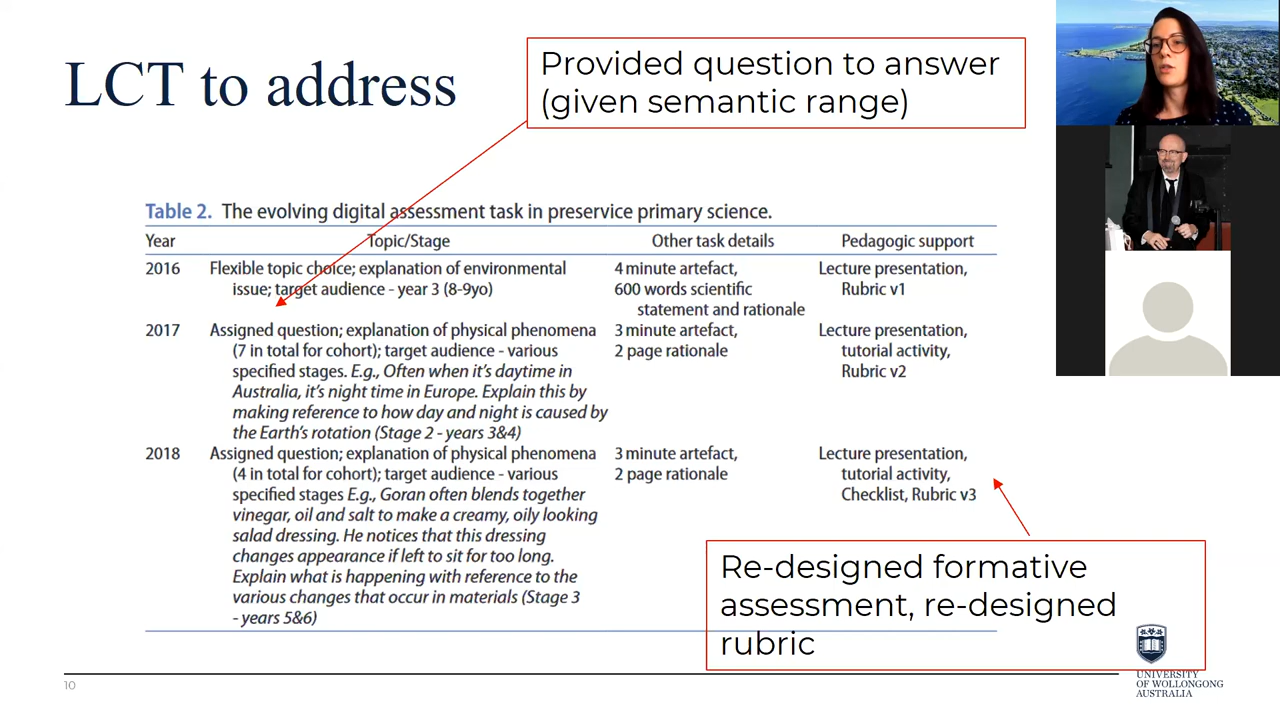 LCT to address
Provided question to answer
(given semantic range)
Table 2. The evolving digital assessment task in preservice primary science.
Year Topic/Stage Other task details Pedagogic support
2016 Flexible topic choice; explanation of environmental 4 minute artefact, Lecture presentation,
issue; target audience - year 3 (8-9yo) 600 words scientific Rubric v1
statement and rationale
2017 Assigned question; explanation of physical phenomena 3 minute artefact, Lecture presentation,
(7 in total for cohort); target audience - various 2 page rationale tutorial activity,
specified stages. E.g., Often when it's daytime in Rubric v2
Australia, it's night time in Europe. Explain this by
making reference to how day and night is caused by
the Earth's rotation (Stage 2 - years 3&4)
2018 Assigned question; explanation of physical phenomena 3 minute artefact, Lecture presentation,
(4 in total for cohort); target audience - various 2 page rationale tutorial activity,
specified stages E.g., Goran often blends together Checklist, Rubric v3
vinegar, oil and salt to make a creamy, oily looking
salad dressing. He notices that this dressing
changes appearance if left to sit for too long.
Explain what is happening with reference to the
various changes that occur in materials (Stage 3
- years 5&6)
Re-designed formative
assessment, re-designed
rubric
10
UNIVERSITY
OF WOLLONGONG
AUSTRALIA